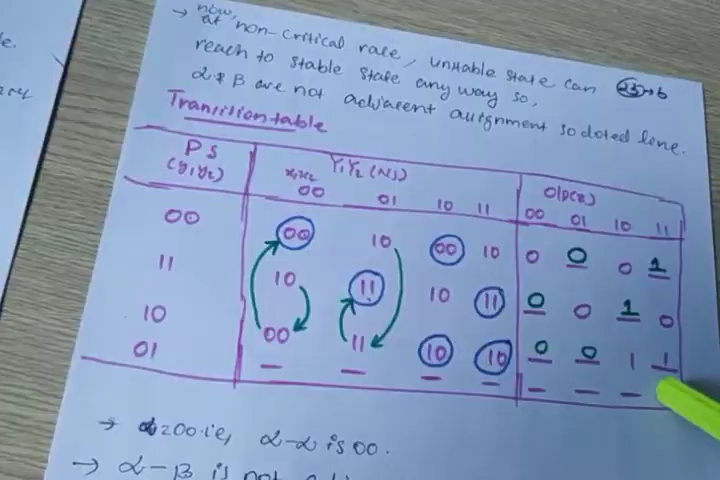 → now, at non-critical race, unstable state can
reach to stable state any way so, (23)→b
α & β are not adjacent assignment so doted line.
Transition table
PS Y₁Y₂ (NS) O/P(z)
(y₁y₂) x₁x₂ 00 01 10 11 00 01 10 11
00 00 10 00 10 0 0 0 1
11 10 11 10 11 0 0 1 0
10 00 11 10 10 0 0 1 1
01 — — — — — — —
→ α=00 i.e, α-α is 00.
→ α-β is not